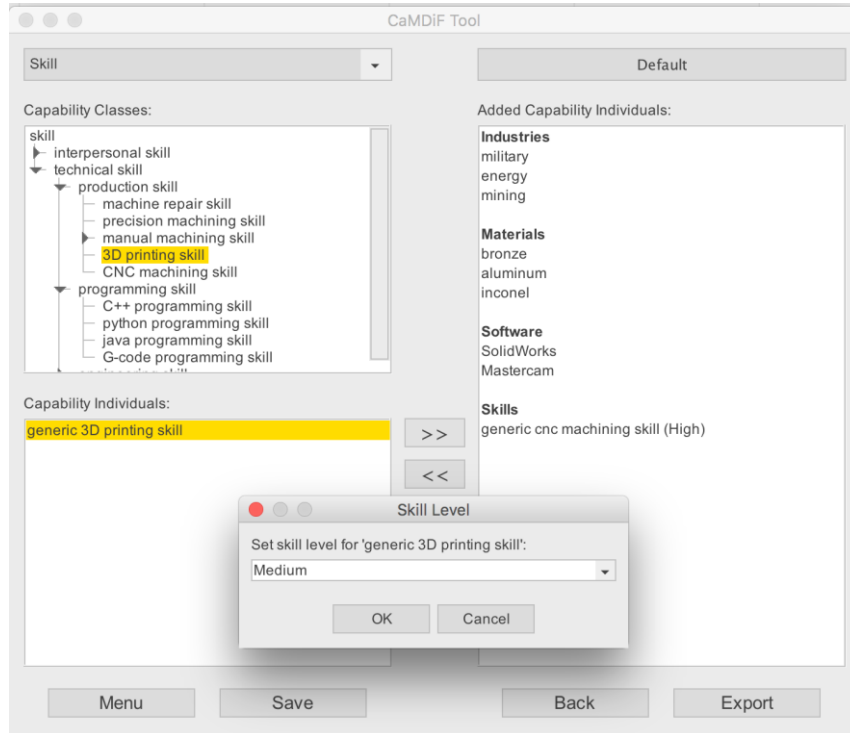 CaMDiF Tool
Skill
Default
Capability Classes:
skill
interpersonal skill
technical skill
production skill
machine repair skill
precision machining skill
manual machining skill
3D printing skill
CNC machining skill
programming skill
C++ programming skill
python programming skill
java programming skill
G-code programming skill
Added Capability Individuals:
Industries
military
energy
mining
Materials
bronze
aluminum
inconel
Software
SolidWorks
Mastercam
Skills
generic cnc machining skill (High)
Capability Individuals:
generic 3D printing skill
>>
<<
Skill Level
Set skill level for 'generic 3D printing skill':
Medium
OK Cancel
Menu Save Back Export